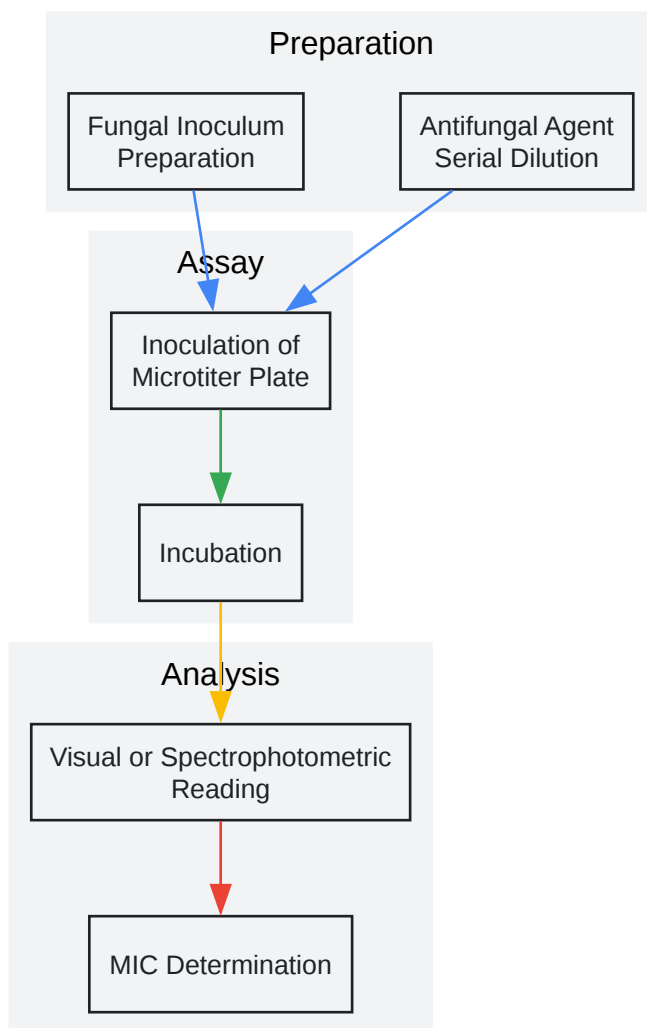 Preparation
Fungal Inoculum
Preparation
Antifungal Agent
Serial Dilution
Assay
Inoculation of
Microtiter Plate
Incubation
Analysis
Visual or Spectrophotometric
Reading
MIC Determination